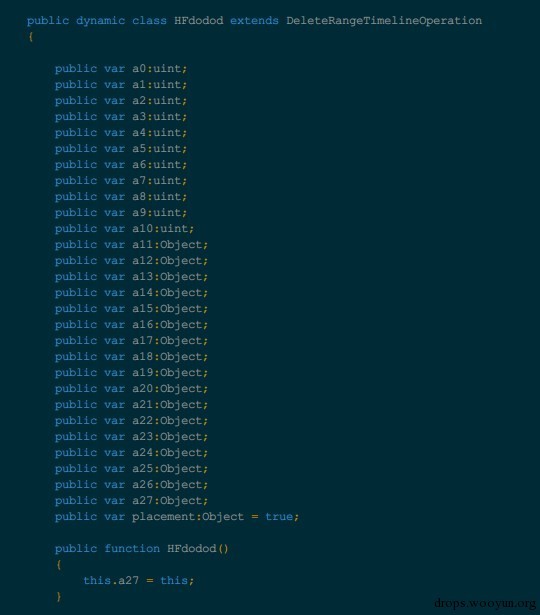 public dynamic class HFdodod extends DeleteRangeTimelineOperation
{
public var a0:uint;
public var a1:uint;
public var a2:uint;
public var a3:uint;
public var a4:uint;
public var a5:uint;
public var a6:uint;
public var a7:uint;
public var a8:uint;
public var a9:uint;
public var a10:uint;
public var a11:Object;
public var a12:Object;
public var a13:Object;
public var a14:Object;
public var a15:Object;
public var a16:Object;
public var a17:Object;
public var a18:Object;
public var a19:Object;
public var a20:Object;
public var a21:Object;
public var a22:Object;
public var a23:Object;
public var a24:Object;
public var a25:Object;
public var a26:Object;
public var a27:Object;
public var placement:Object = true;
public function HFdodod()
{
this.a27 = this;
}
drops.wooyun.org